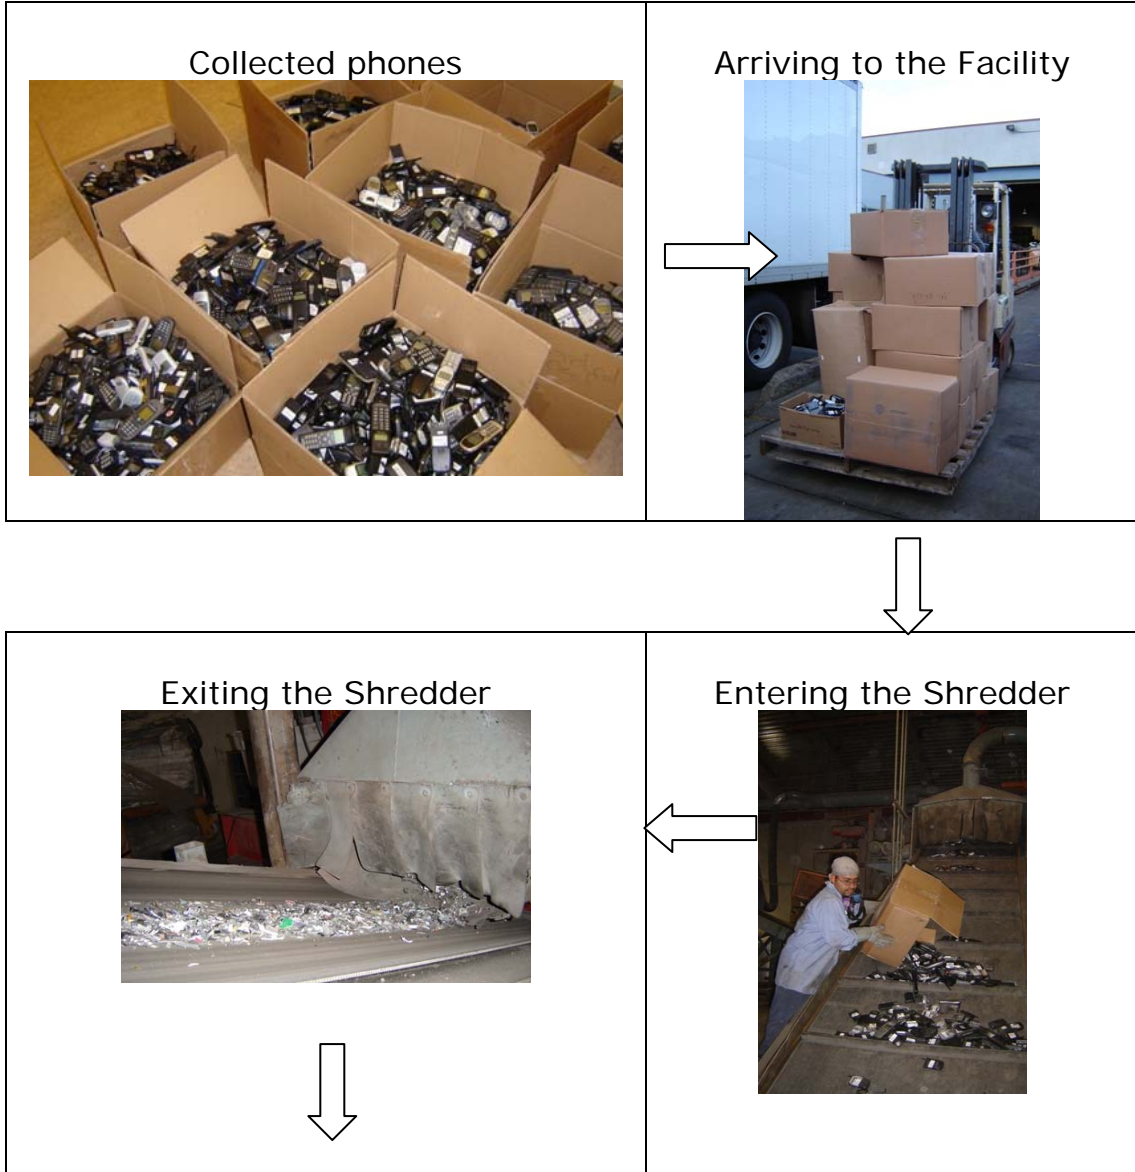 Collected phones
Arriving to the Facility
Exiting the Shredder
Entering the Shredder